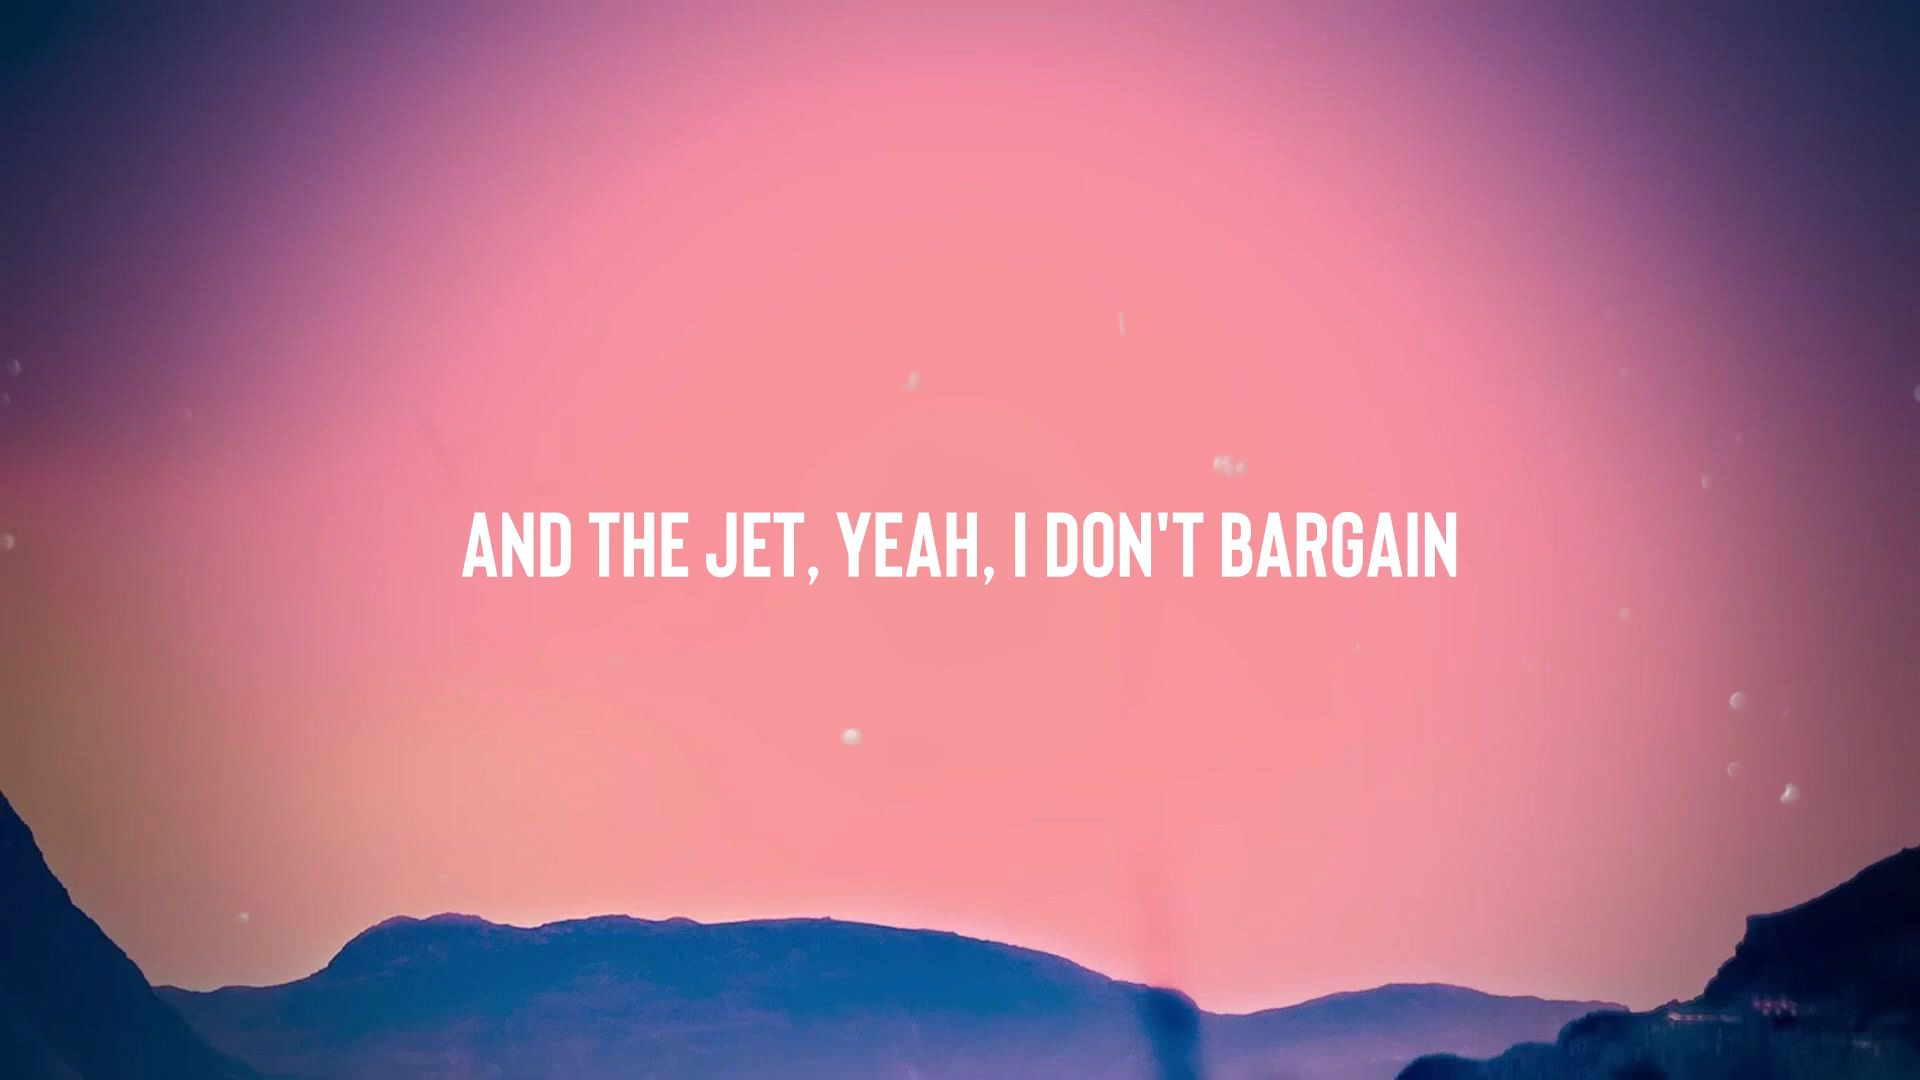 AND THE JET, YEAH, I DON'T BARGAIN